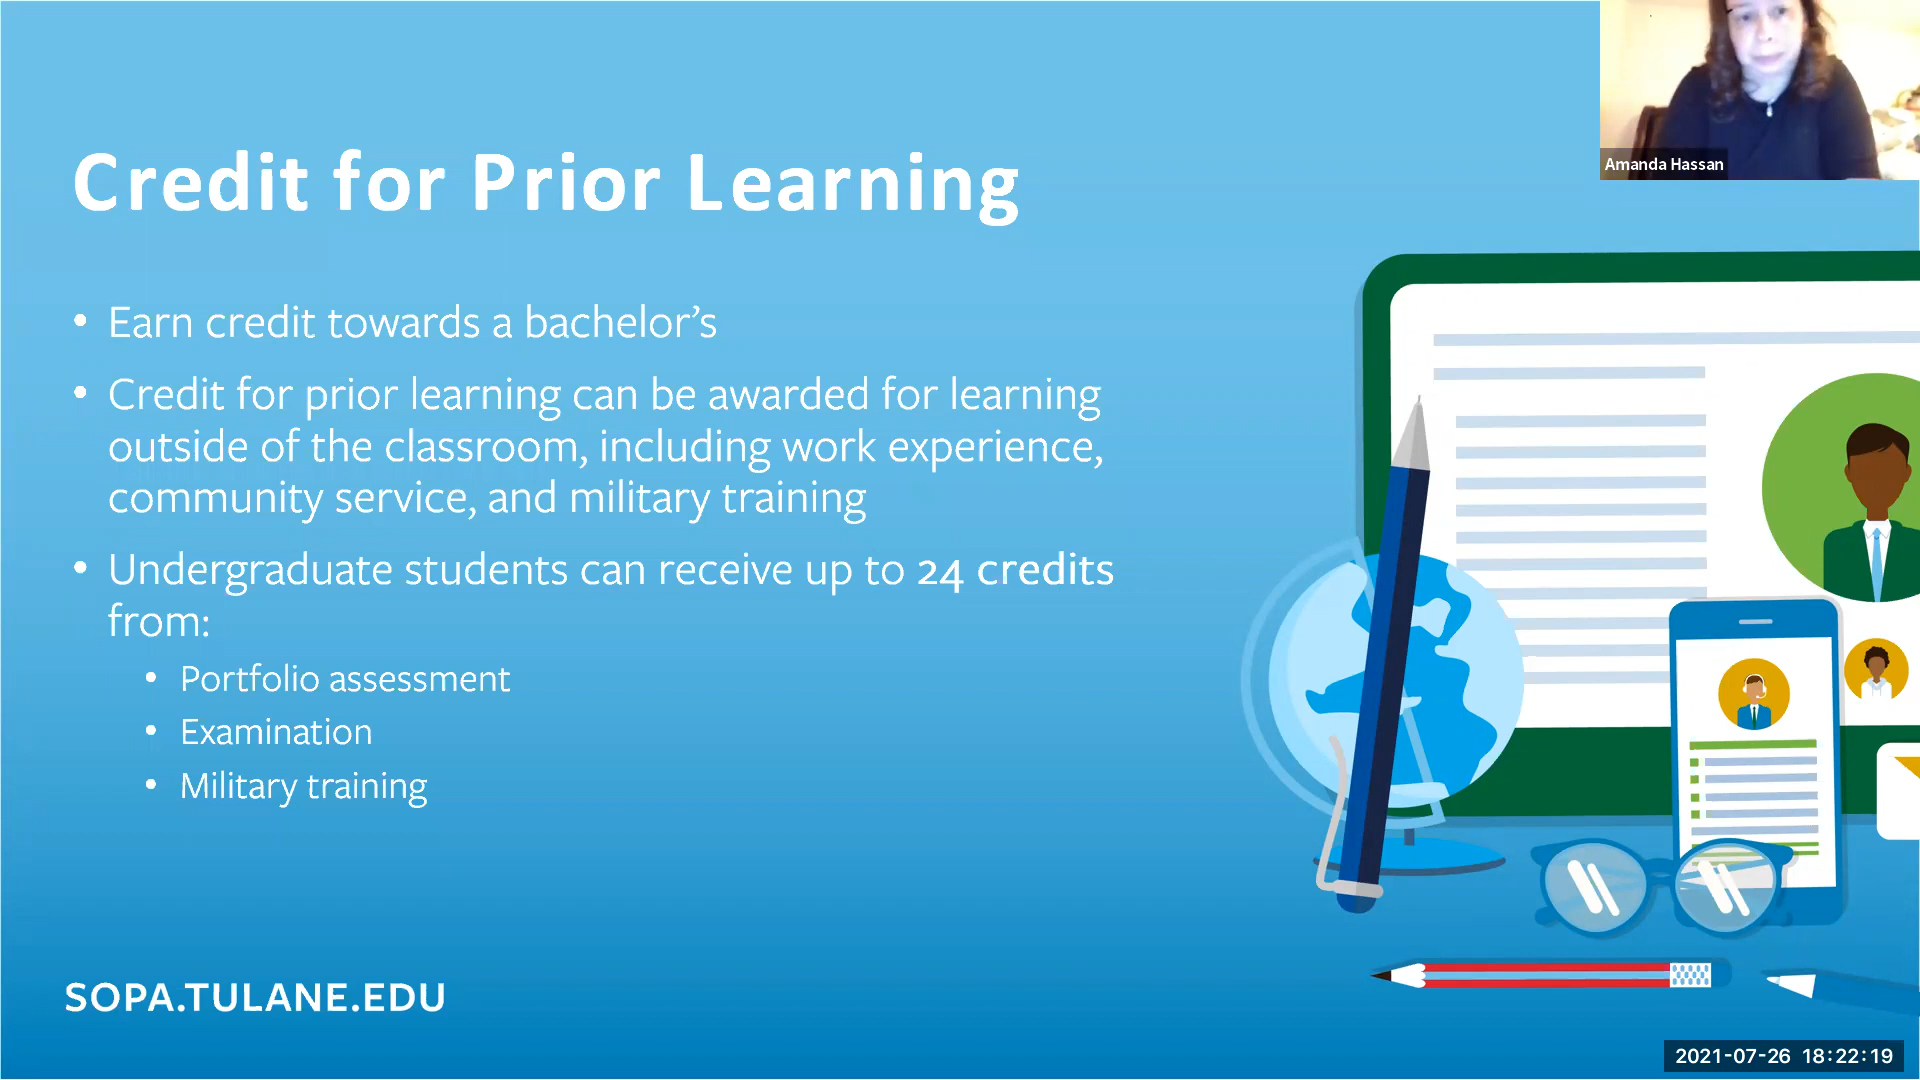 Amanda Hassan
Credit for Prior Learning
• Earn credit towards a bachelor’s
• Credit for prior learning can be awarded for learning
outside of the classroom, including work experience,
community service, and military training
• Undergraduate students can receive up to 24 credits
from:
• Portfolio assessment
• Examination
• Military training
SOPA.TULANE.EDU
2021-07-26 18:22:19